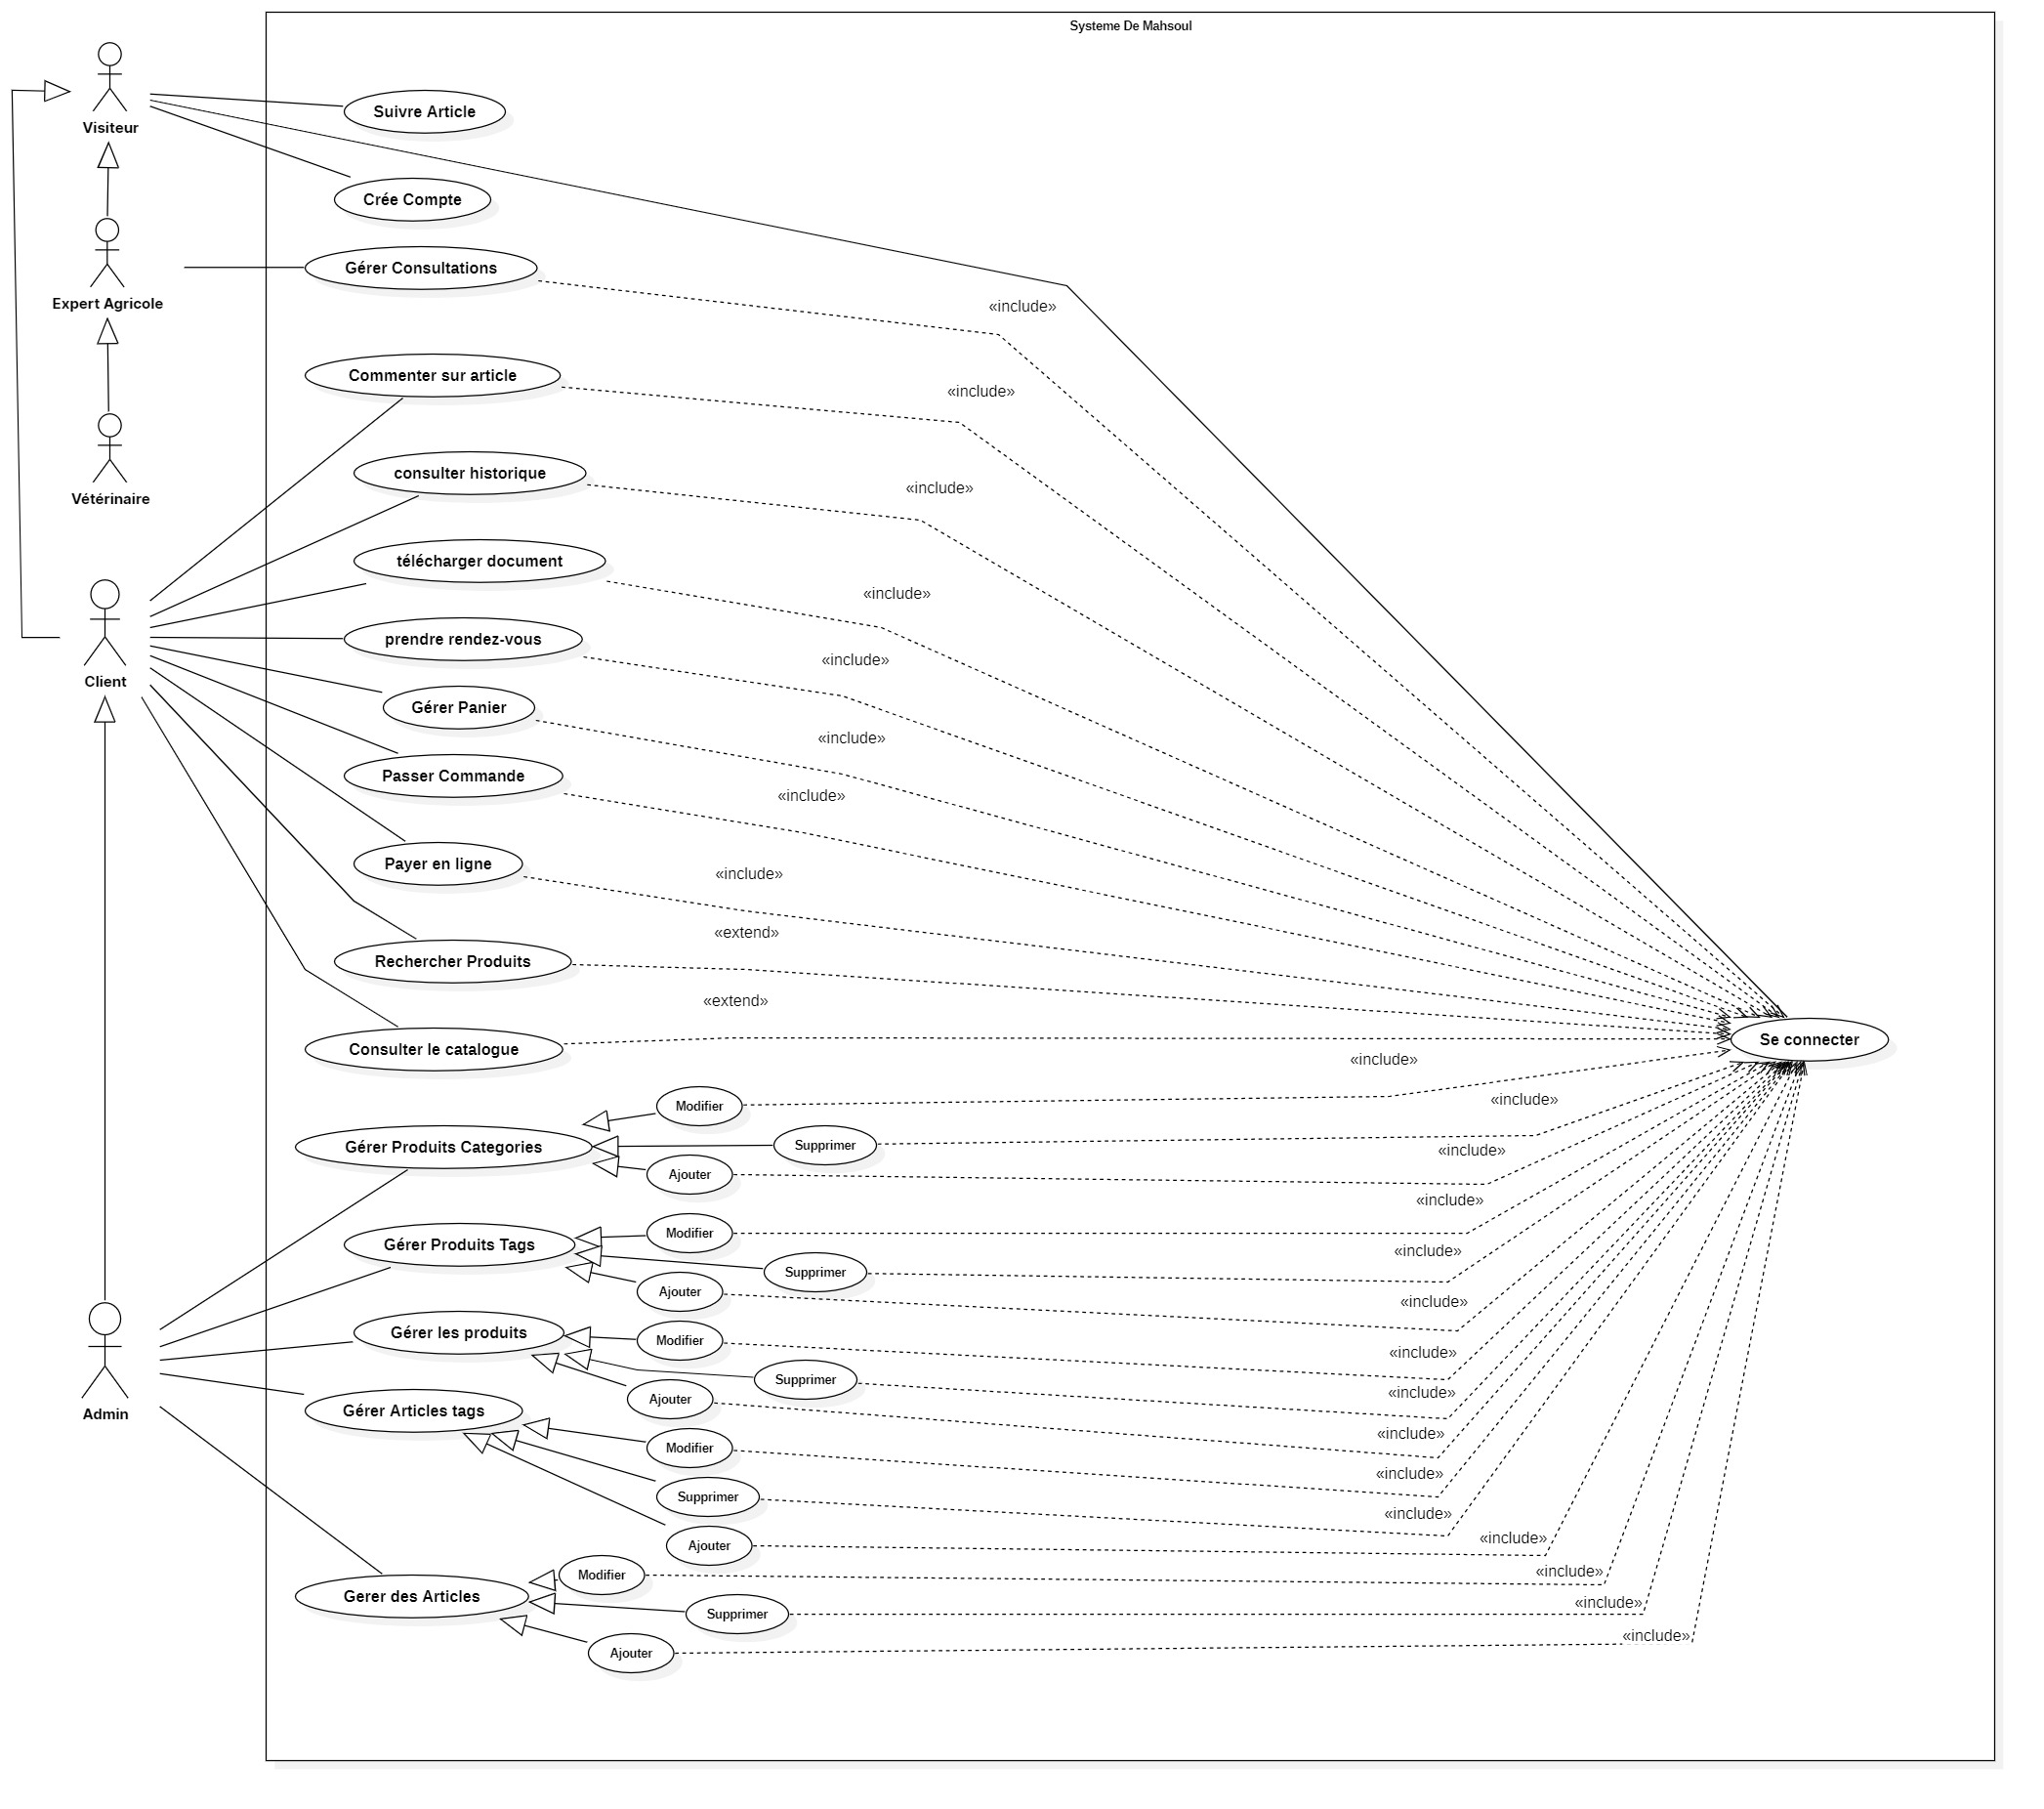 Systeme De Mahsoul
Visiteur
Suivre Article
Crée Compte
Expert Agricole
Gérer Consultations
«include»
Commenter sur article
«include»
Vétérinaire
consulter historique
«include»
télécharger document
«include»
Client
prendre rendez-vous
«include»
Gérer Panier
«include»
Passer Commande
«include»
Payer en ligne
«include»
«extend»
Rechercher Produits
«extend»
Consulter le catalogue
Se connecter
«include»
Modifier
«include»
Gérer Produits Categories
Supprimer
«include»
Ajouter
«include»
Modifier
Gérer Produits Tags
«include»
Supprimer
Ajouter
«include»
Gérer les produits
Modifier
«include»
Supprimer
«include»
Ajouter
Admin
Gérer Articles tags
«include»
Modifier
«include»
Supprimer
«include»
Ajouter
«include»
Modifier
«include»
Gerer des Articles
Supprimer
«include»
Ajouter
«include»